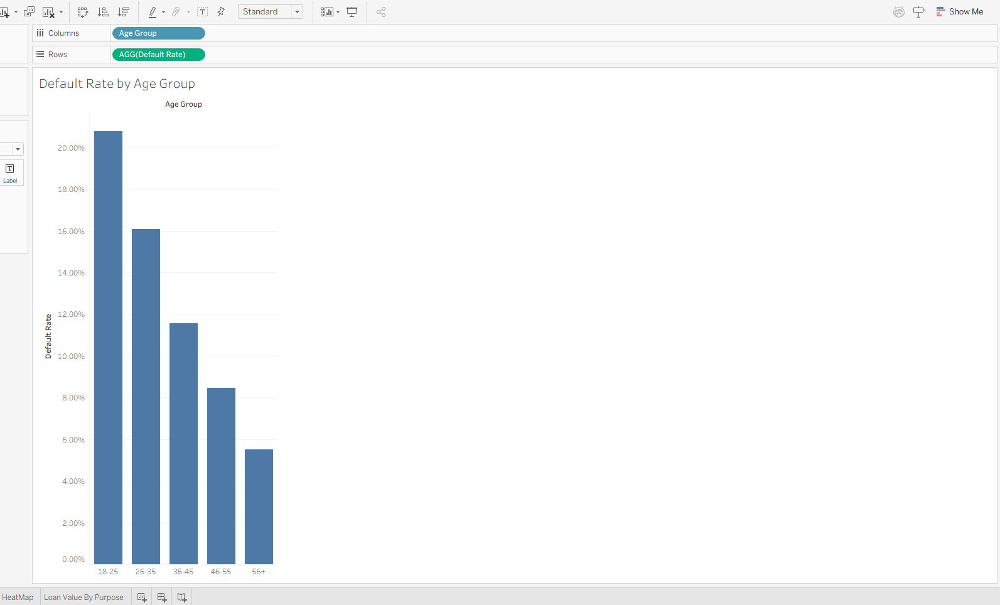 Standard
Show Me
Columns
Age Group
Rows
AGG(Default Rate)
Default Rate by Age Group
Age Group
Default Rate
20.00%
18.00%
16.00%
14.00%
12.00%
10.00%
8.00%
6.00%
4.00%
2.00%
0.00%
18-25 26-35 36-45 46-55 56+
T
Label
HeatMap Loan Value By Purpose